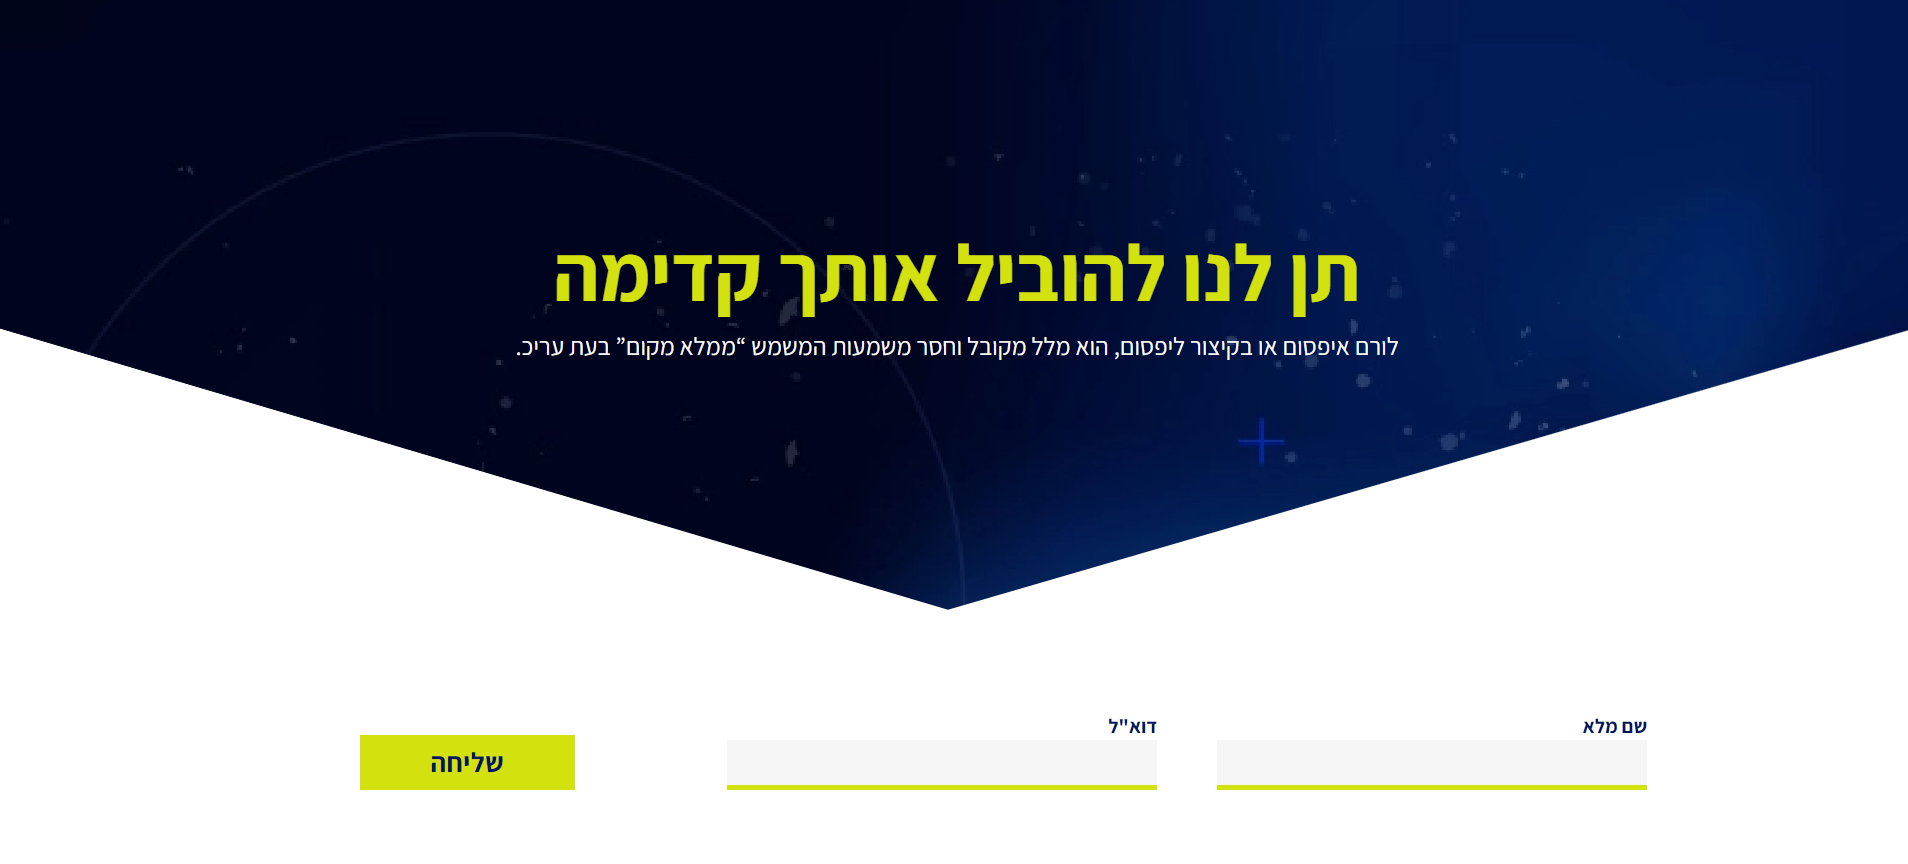 תן לנו להוביל אותך קדימה
לורם איפסום או בקיצור ליפסום, הוא מלל מקובל וחסר משמעות המשמש “ממלא מקום” בעת עריכ.
שם מלא
דוא"ל
שליחה